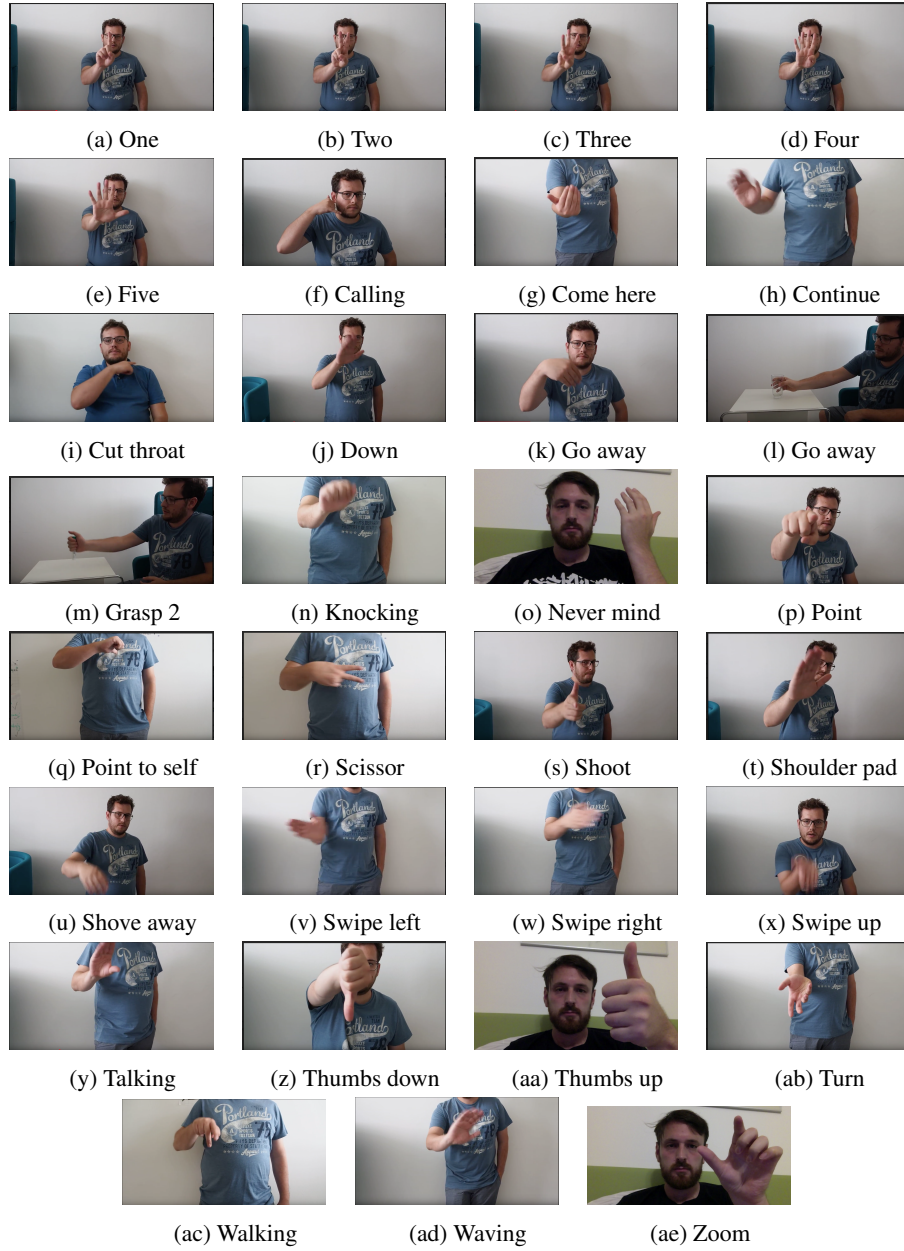 (a) One (b) Two (c) Three (d) Four
(e) Five (f) Calling (g) Come here (h) Continue
(i) Cut throat (j) Down (k) Go away (l) Go away
(m) Grasp 2 (n) Knocking (o) Never mind (p) Point
(q) Point to self (r) Scissor (s) Shoot (t) Shoulder pad
(u) Shove away (v) Swipe left (w) Swipe right (x) Swipe up
(y) Talking (z) Thumbs down (aa) Thumbs up (ab) Turn
(ac) Walking (ad) Waving (ae) Zoom